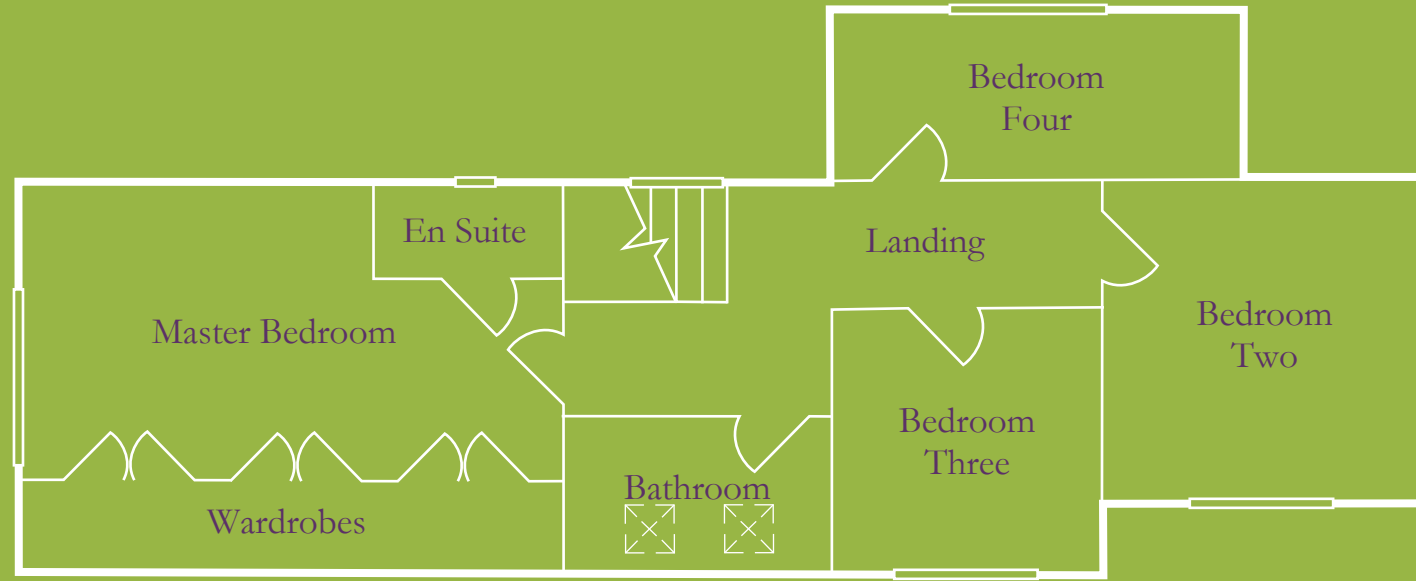 Bedroom
Four
En Suite
Landing
Master Bedroom
Bedroom
Two
Bedroom
Three
Bathroom
Wardrobes